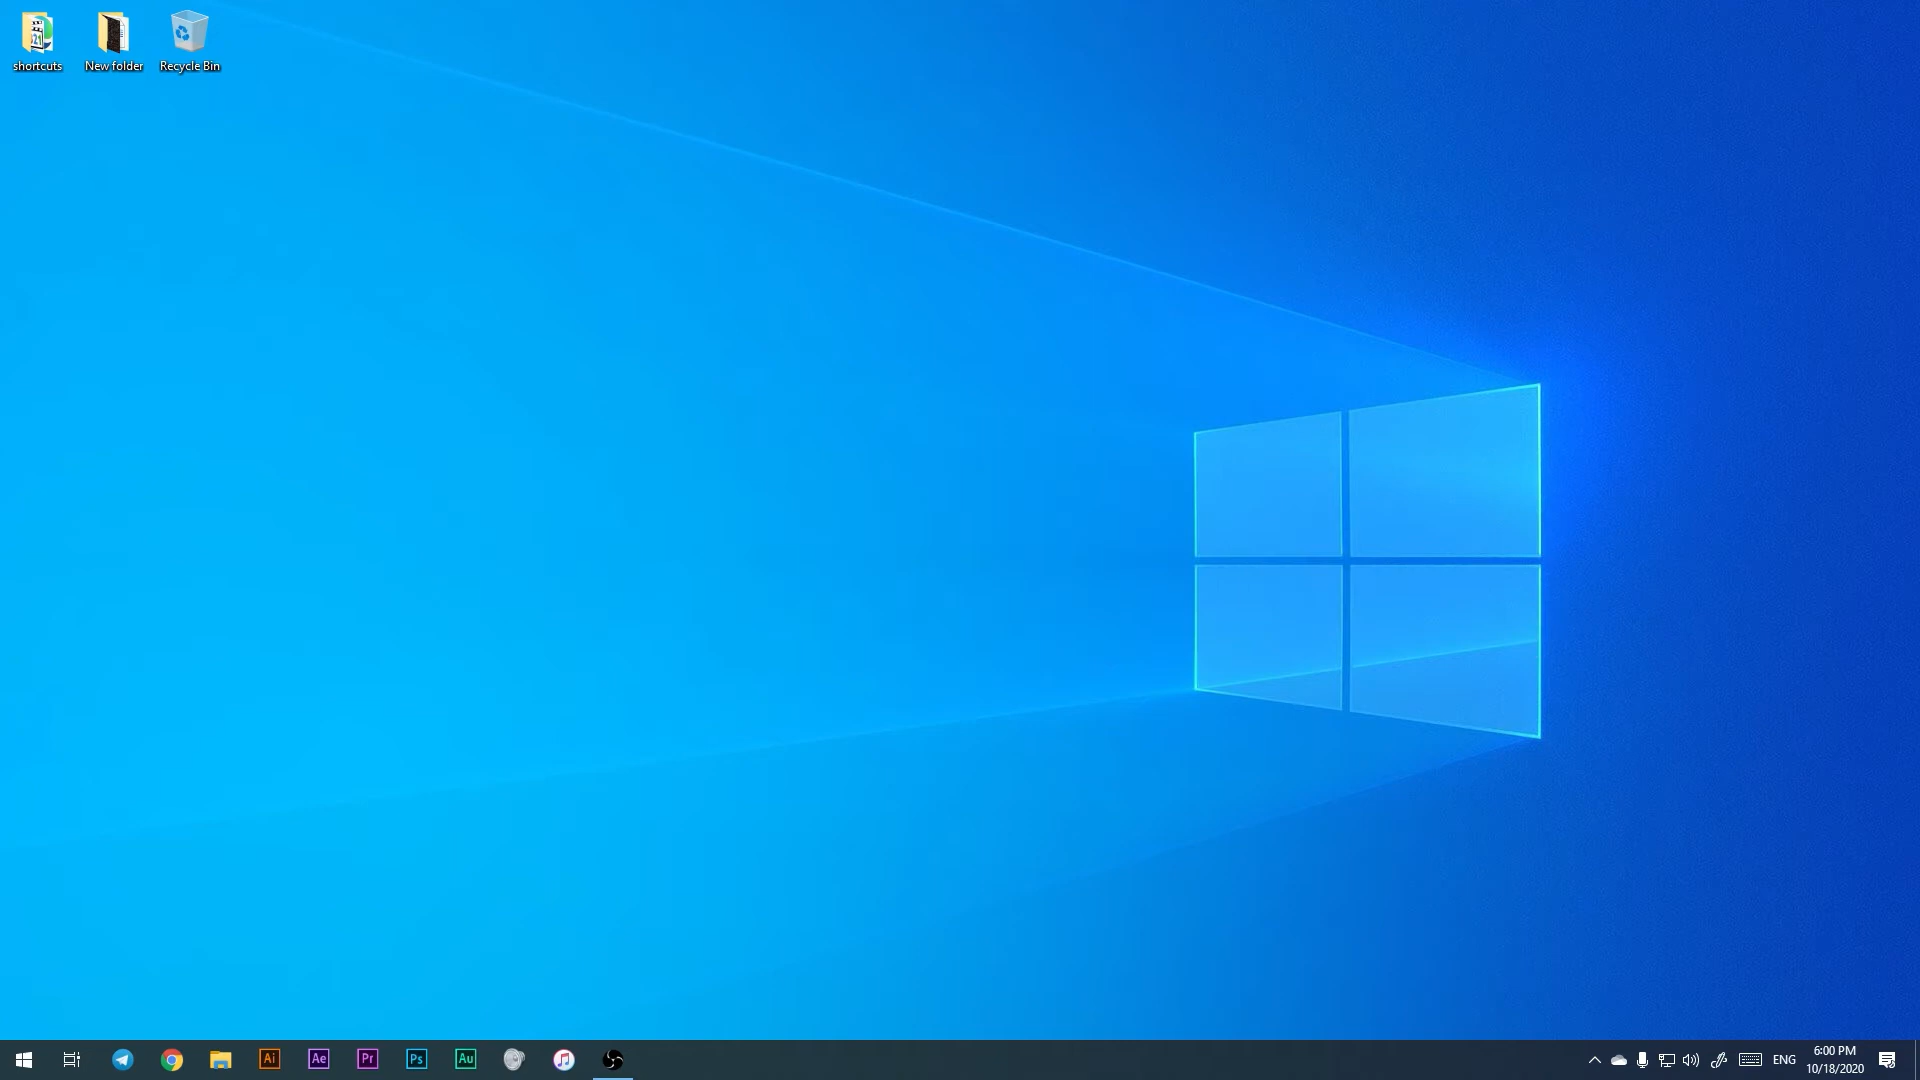 shortcuts
New folder
Recycle Bin
Ai
Ae
Pr
Ps
Au
ENG
6:00 PM
10/18/2020